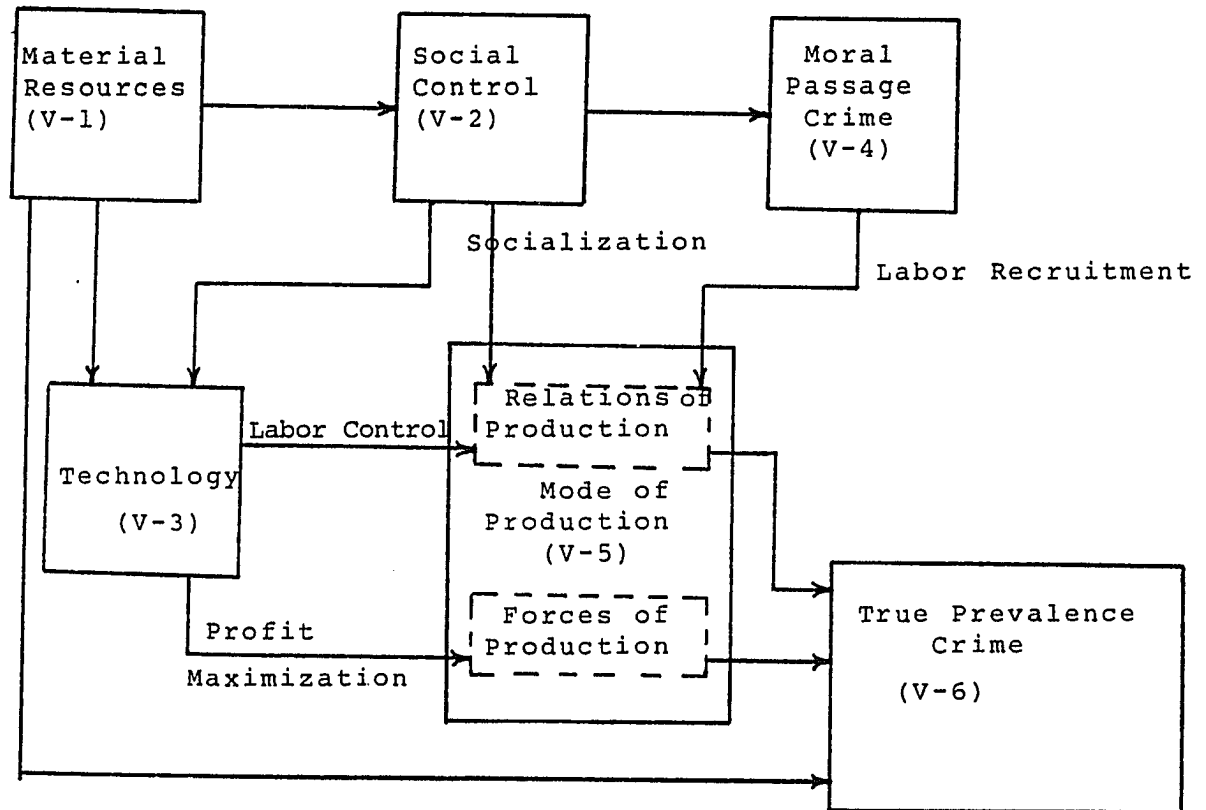 Material
Resources
(V-1)
Social
Control
(V-2)
Moral
Passage
Crime
(V-4)
Socialization
Labor Recruitment
Labor Control
Relations of
Production
Technology
(V-3)
Mode of
Production
(V-5)
Forces of
Production
Profit
Maximization
True Prevalence
Crime
(V-6)